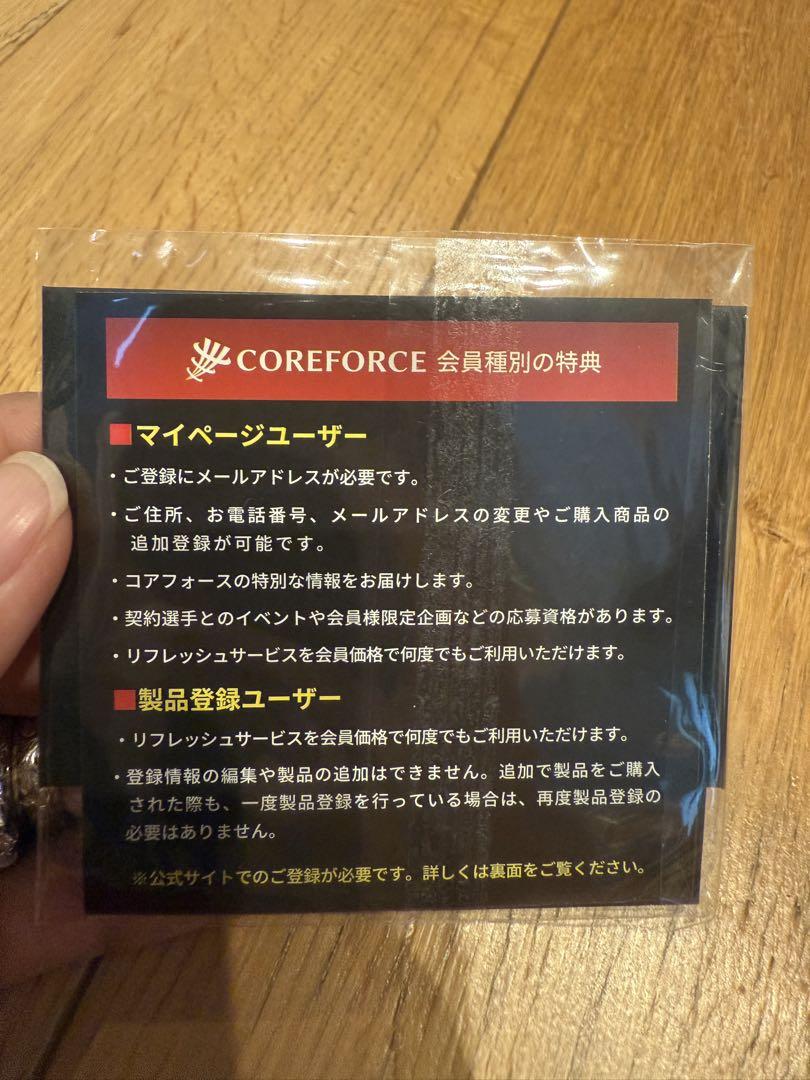 COREFORCE 会員種別の特典
■マイページユーザー
・ご登録にメールアドレスが必要です。
・ご住所、お電話番号、メールアドレスの変更やご購入商品の
追加登録が可能です。
・コアフォースの特別な情報をお届けします。
・契約選手とのイベントや会員様限定企画などの応募資格があります。
・リフレッシュサービスを会員価格で何度でもご利用いただけます。
■製品登録ユーザー
・リフレッシュサービスを会員価格で何度でもご利用いただけます。
・登録情報の編集や製品の追加はできません。追加で製品をご購入
された際も、一度製品登録を行っている場合は、再度製品登録の
必要はありません。
※公式サイトでのご登録が必要です。詳しくは裏面をご覧ください。